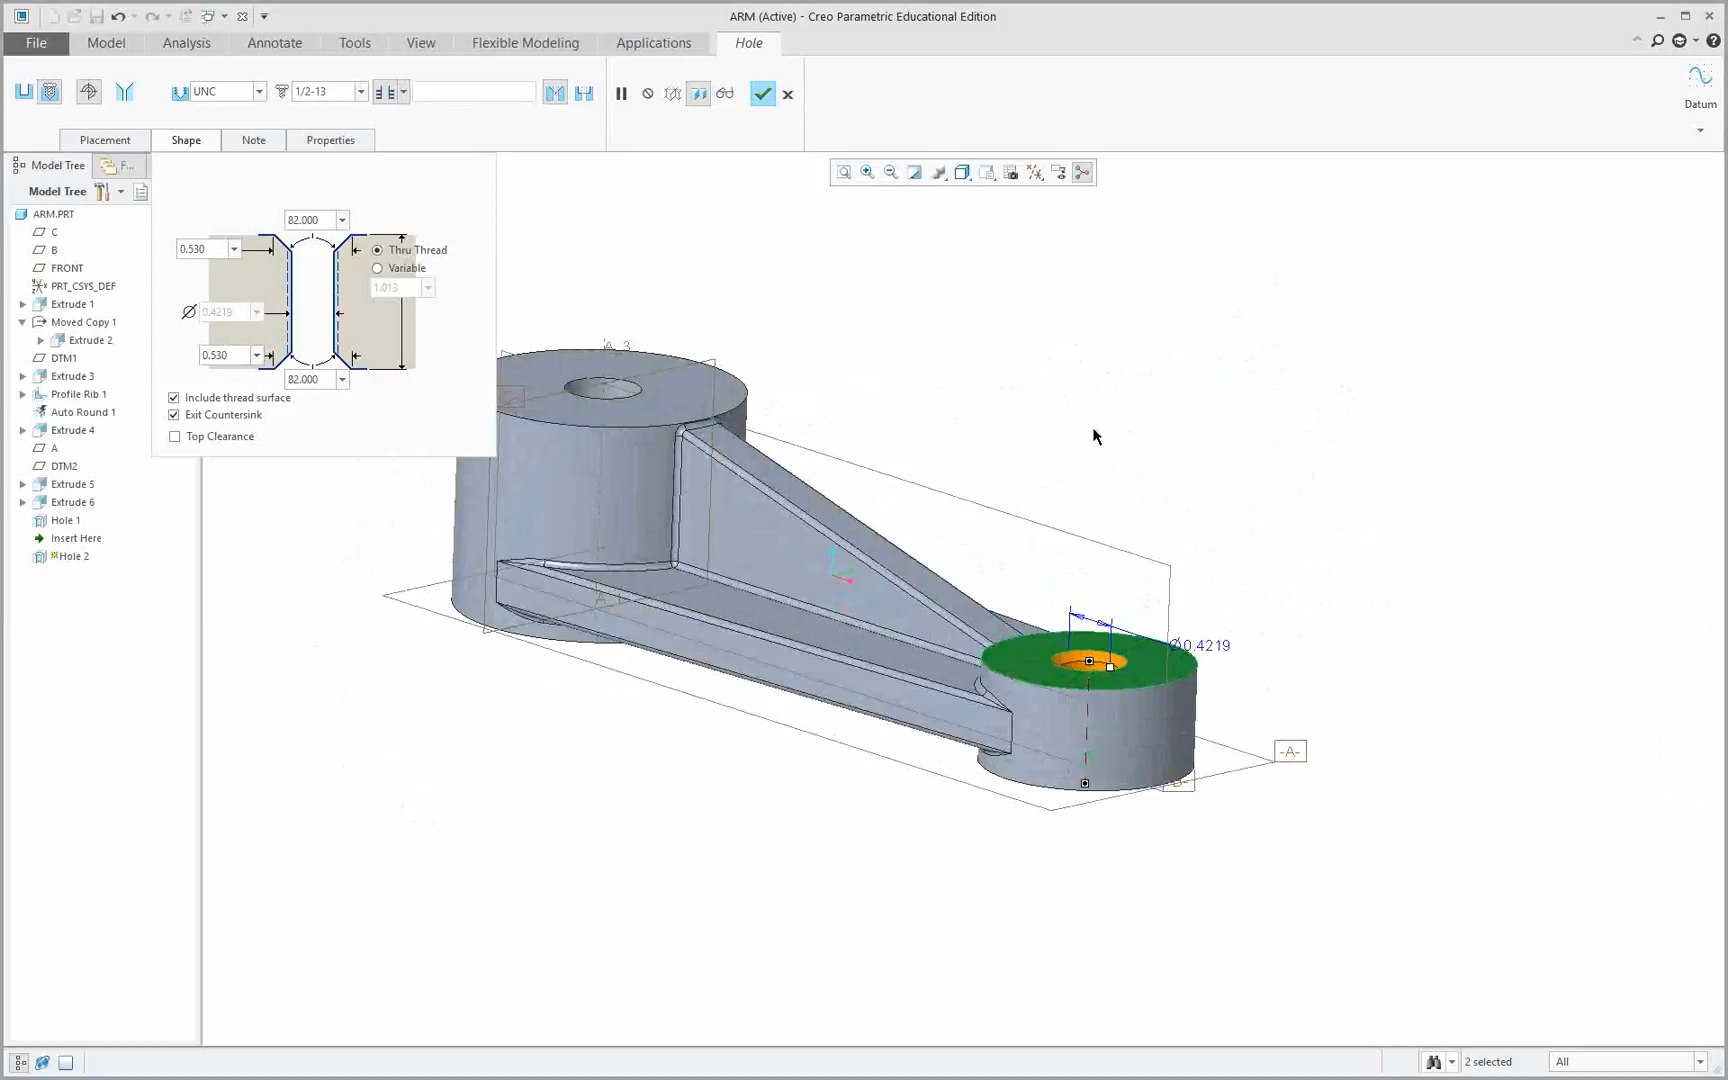 ARM (Active) - Creo Parametric Educational Edition
File Model Analysis Annotate Tools View Flexible Modeling Applications Hole
UNC 1/2-13
Datum
Placement Shape Note Properties
Model Tree F...
Model Tree
ARM.PRT
C
B
FRONT
PRT_CSYS_DEF
Extrude 1
Moved Copy 1
Extrude 2
DTM1
Extrude 3
Profile Rib 1
Auto Round 1
Extrude 4
A
DTM2
Extrude 5
Extrude 6
Hole 1
Insert Here
Hole 2
82.000
0.530
Thru Thread
Variable
1.013
0.4219
0.530
82.000
Include thread surface
Exit Countersink
Top Clearance
A_3
Ø0.4219
-A-
2 selected All